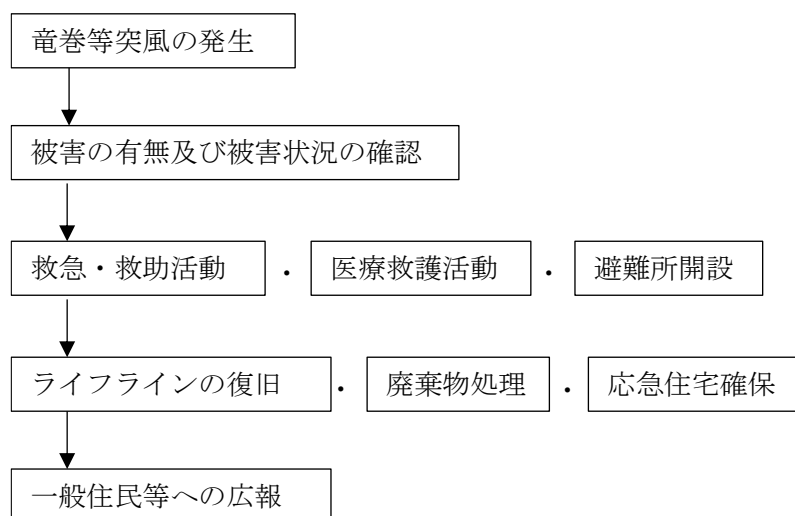 竜巻等突風の発生
被害の有無及び被害状況の確認
救急・救助活動 ・ 医療救護活動 ・ 避難所開設
ライフラインの復旧 ・ 廃棄物処理 ・ 応急住宅確保
一般住民等への広報